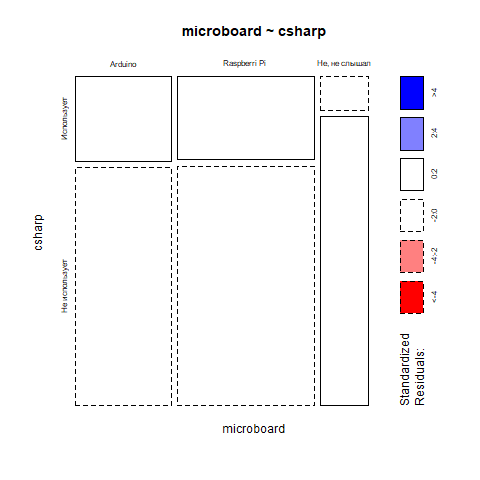 microboard ~ csharp
Arduino
Raspberri Pi
Не, не слышал
Использует
Не использует
csharp
microboard
>4
2:4
0:2
-2:0
-4:-2
<-4
Standardized
Residuals: